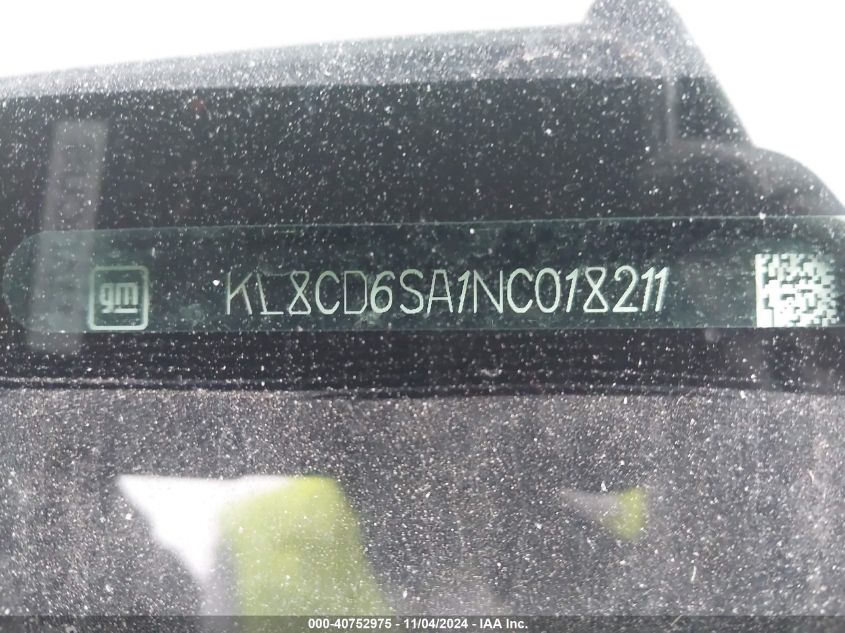 gm KL8CD6SA1NC018211
000-40752975 - 11/04/2024 - IAA Inc.